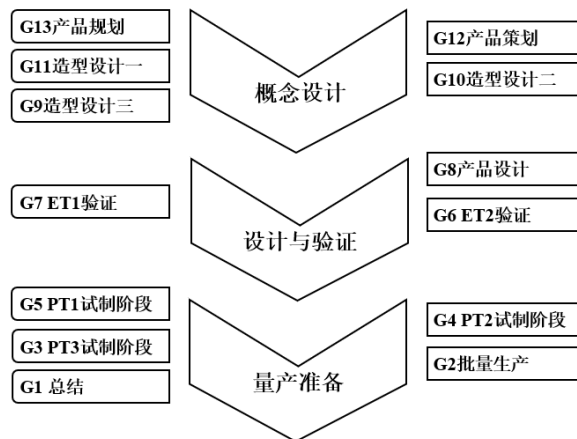 G13产品规划
G12产品策划
G11造型设计一
G10造型设计二
G9造型设计三
概念设计
G8产品设计
G7 ET1验证
G6 ET2验证
设计与验证
G5 PT1试制阶段
G4 PT2试制阶段
G3 PT3试制阶段
G2批量生产
G1 总结
量产准备